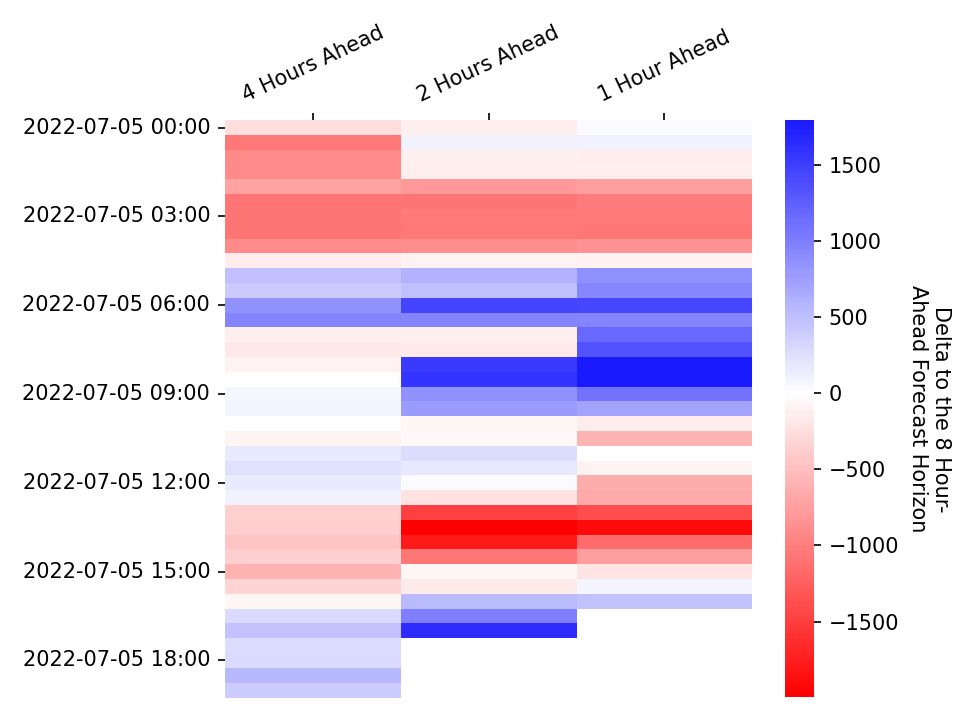 4 Hours Ahead
2 Hours Ahead
1 Hour Ahead
2022-07-05 00:00
2022-07-05 03:00
2022-07-05 06:00
2022-07-05 09:00
2022-07-05 12:00
2022-07-05 15:00
2022-07-05 18:00
1500
1000
500
0
−500
−1000
−1500
Delta to the 8 Hour-
Ahead Forecast Horizon